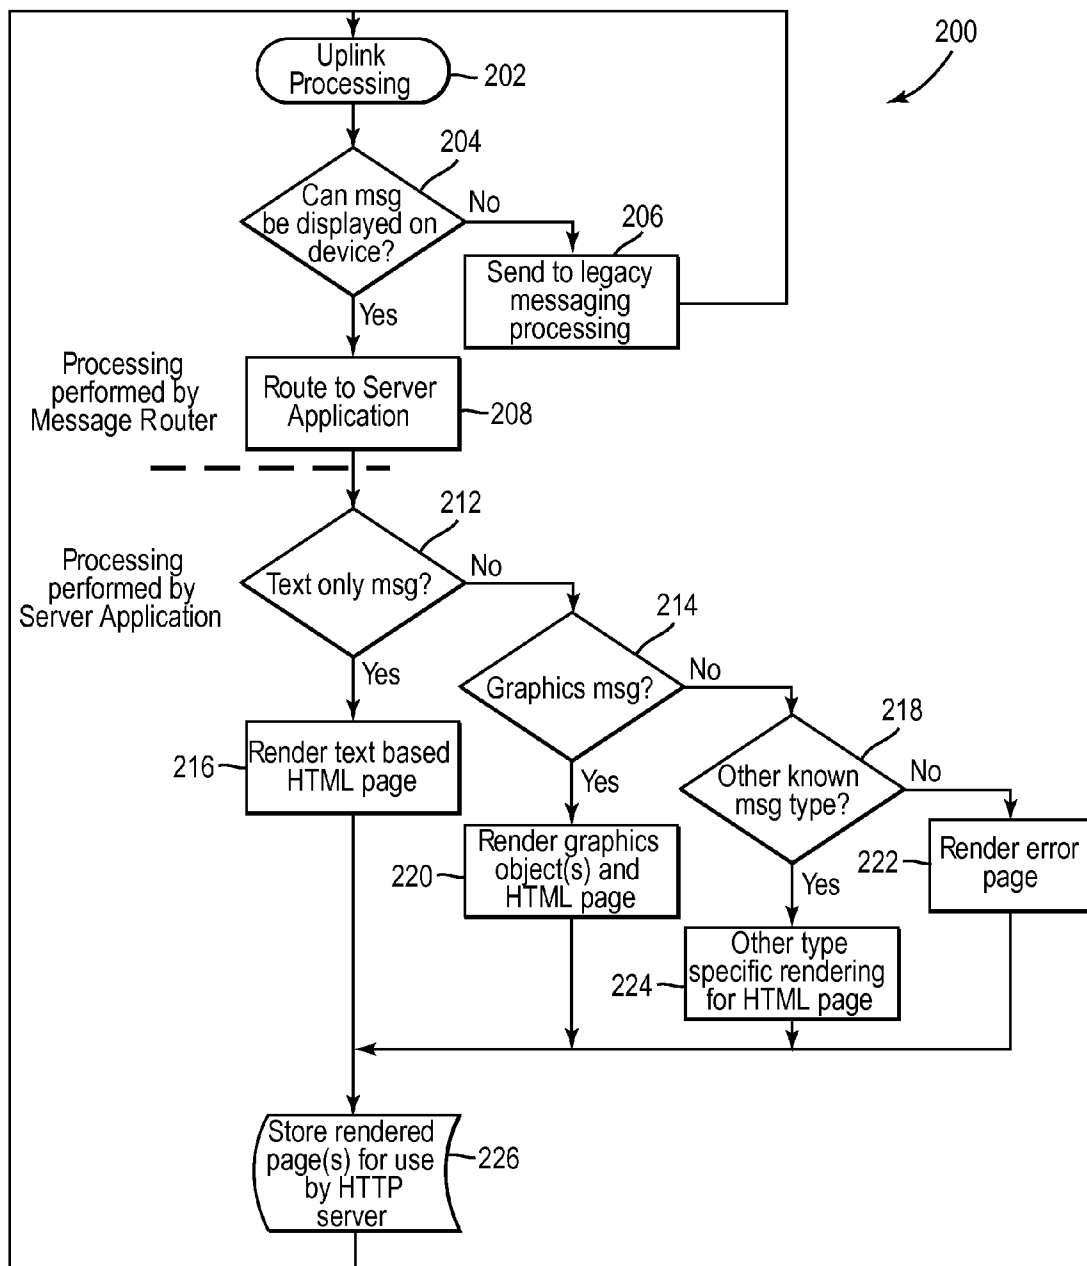 200
Uplink
Processing
202
204
Can msg
be displayed on
device?
No
206
Send to legacy
messaging
processing
Yes
Processing
performed by
Message Router
Route to Server
Application
208
212
Processing
performed by
Server Application
Text only msg?
No
214
Yes
Graphics msg?
No
218
216
Render text based
HTML page
Other known
msg type?
No
Yes
220
Render graphics
object(s) and
HTML page
222
Render error
page
Yes
224
Other type
specific rendering
for HTML page
Store rendered
page(s) for use
by HTTP
server
226